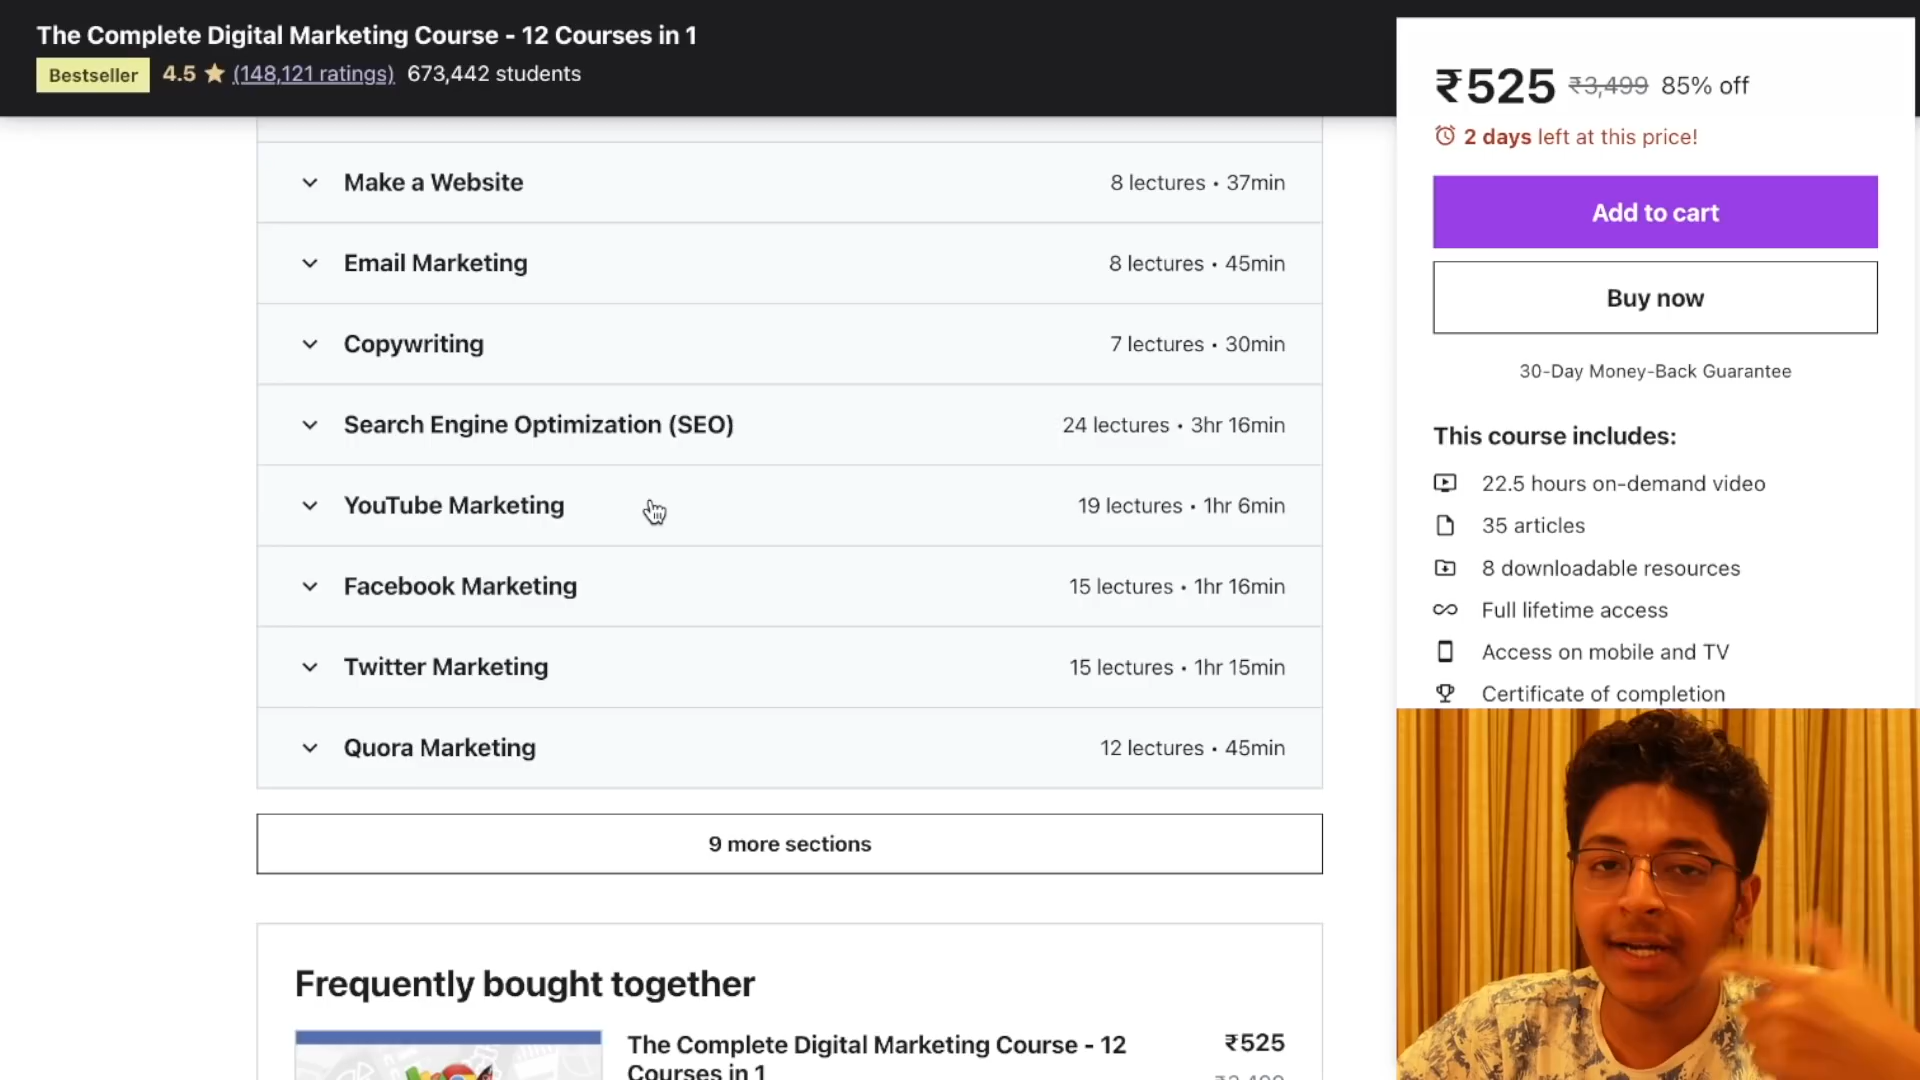 The Complete Digital Marketing Course - 12 Courses in 1
Bestseller 4.5 (148,121 ratings) 673,442 students
Make a Website 8 lectures • 37min
Email Marketing 8 lectures • 45min
Copywriting 7 lectures • 30min
Search Engine Optimization (SEO) 24 lectures • 3hr 16min
YouTube Marketing 19 lectures • 1hr 6min
Facebook Marketing 15 lectures • 1hr 16min
Twitter Marketing 15 lectures • 1hr 15min
Quora Marketing 12 lectures • 45min
9 more sections
Frequently bought together
The Complete Digital Marketing Course - 12 ₹525
Courses in 1 ₹3,499
₹525 ₹3,499 85% off
2 days left at this price!
Add to cart
Buy now
30-Day Money-Back Guarantee
This course includes:
22.5 hours on-demand video
35 articles
8 downloadable resources
Full lifetime access
Access on mobile and TV
Certificate of completion